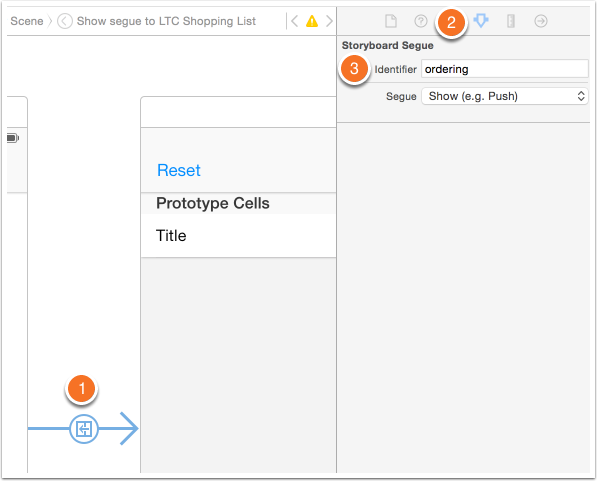 Scene
Show segue to LTC Shopping List
2
Storyboard Segue
3
Identifier
ordering
Segue
Show (e.g. Push)
Reset
Prototype Cells
Title
1